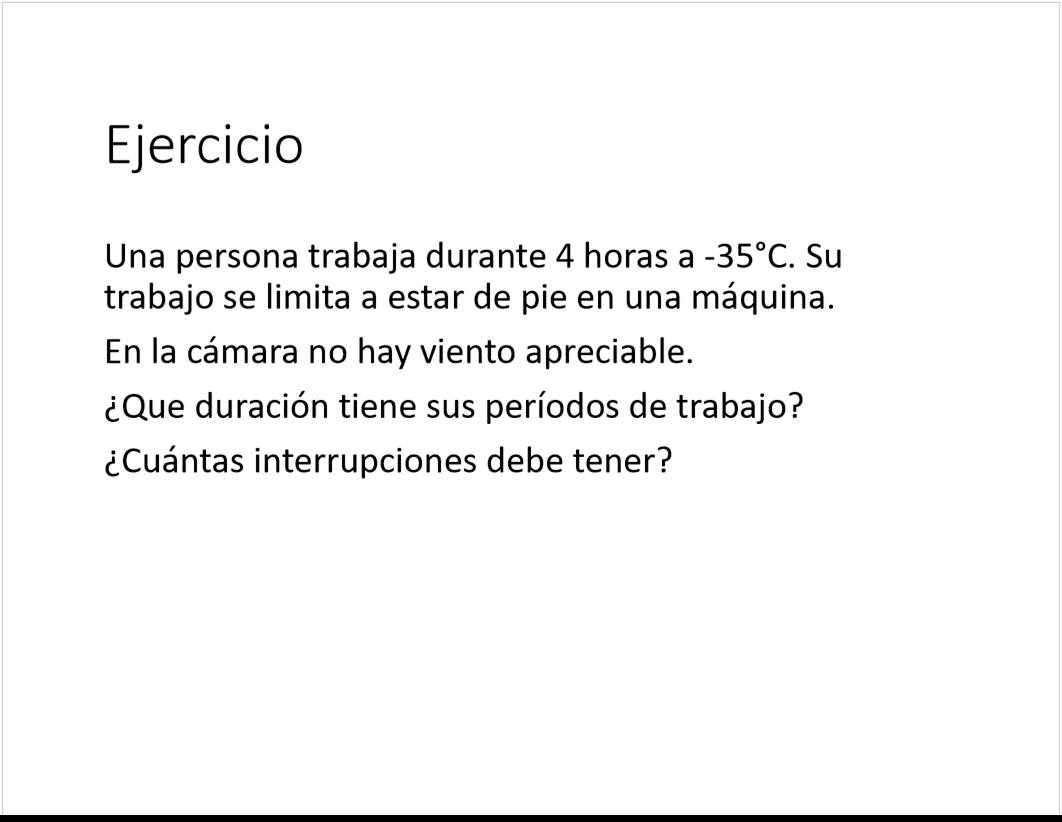 Ejercicio
Una persona trabaja durante 4 horas a -35°C. Su
trabajo se limita a estar de pie en una máquina.
En la cámara no hay viento apreciable.
¿Que duración tiene sus períodos de trabajo?
¿Cuántas interrupciones debe tener?